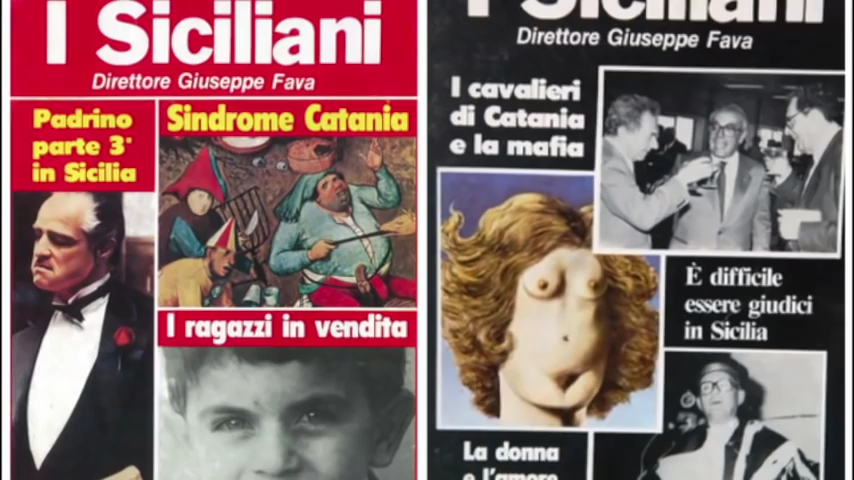 I Siciliani
Direttore Giuseppe Fava
Padrino
parte 3ª
in Sicilia
Sindrome Catania
I ragazzi in vendita
I Siciliani
Direttore Giuseppe Fava
I cavalieri
di Catania
e la mafia
È difficile
essere giudici
in Sicilia
La donna
e l'amore